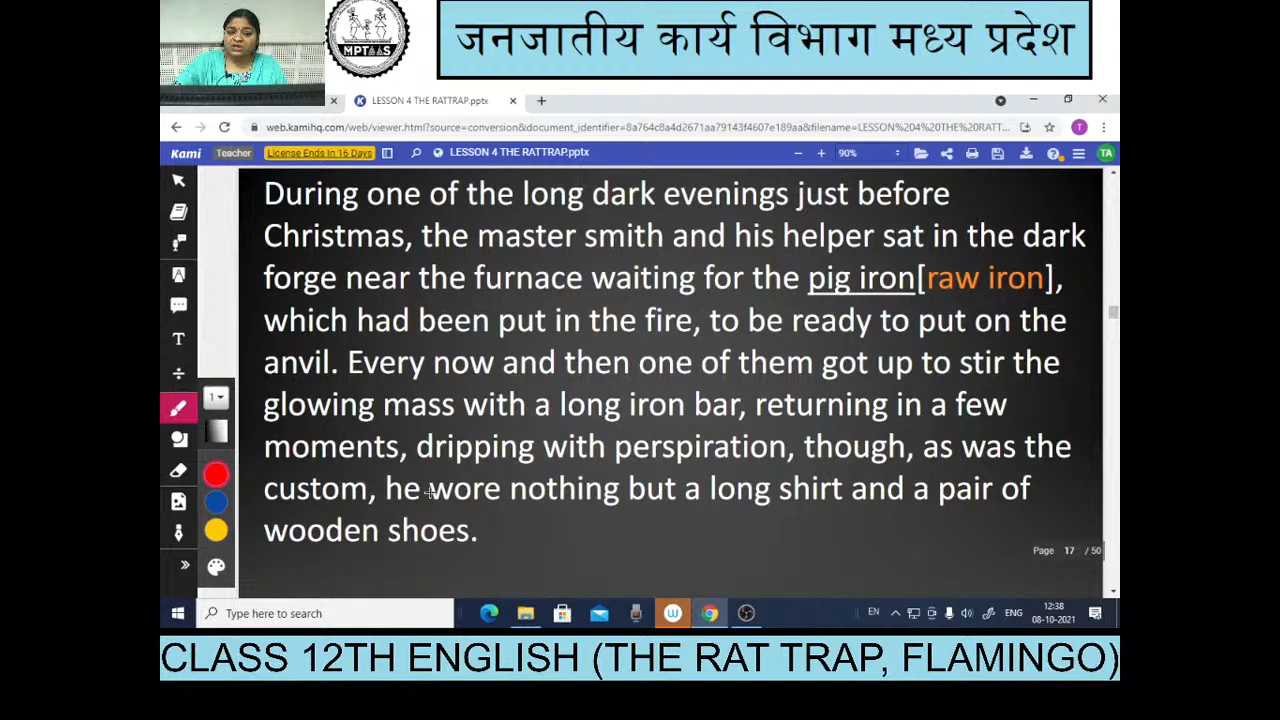 MPTAAS
जनजातीय कार्य विभाग मध्य प्रदेश
LESSON 4 THE RATTRAP.pptx
web.kamihq.com/web/viewer.html?source=conversion&document_identifier=8a764c8a4d2671aa79143f4607e189aa&filename=LESSON%204%20THE%20RATT...
T
Kami Teacher License Ends In 16 Days LESSON 4 THE RATTRAP.pptx 90% TA
During one of the long dark evenings just before
Christmas, the master smith and his helper sat in the dark
forge near the furnace waiting for the pig iron[raw iron],
which had been put in the fire, to be ready to put on the
anvil. Every now and then one of them got up to stir the
glowing mass with a long iron bar, returning in a few
moments, dripping with perspiration, though, as was the
custom, he wore nothing but a long shirt and a pair of
wooden shoes.
1
Page 17 / 50
Type here to search
EN ENG 12:38
08-10-2021
CLASS 12TH ENGLISH (THE RAT TRAP, FLAMINGO)